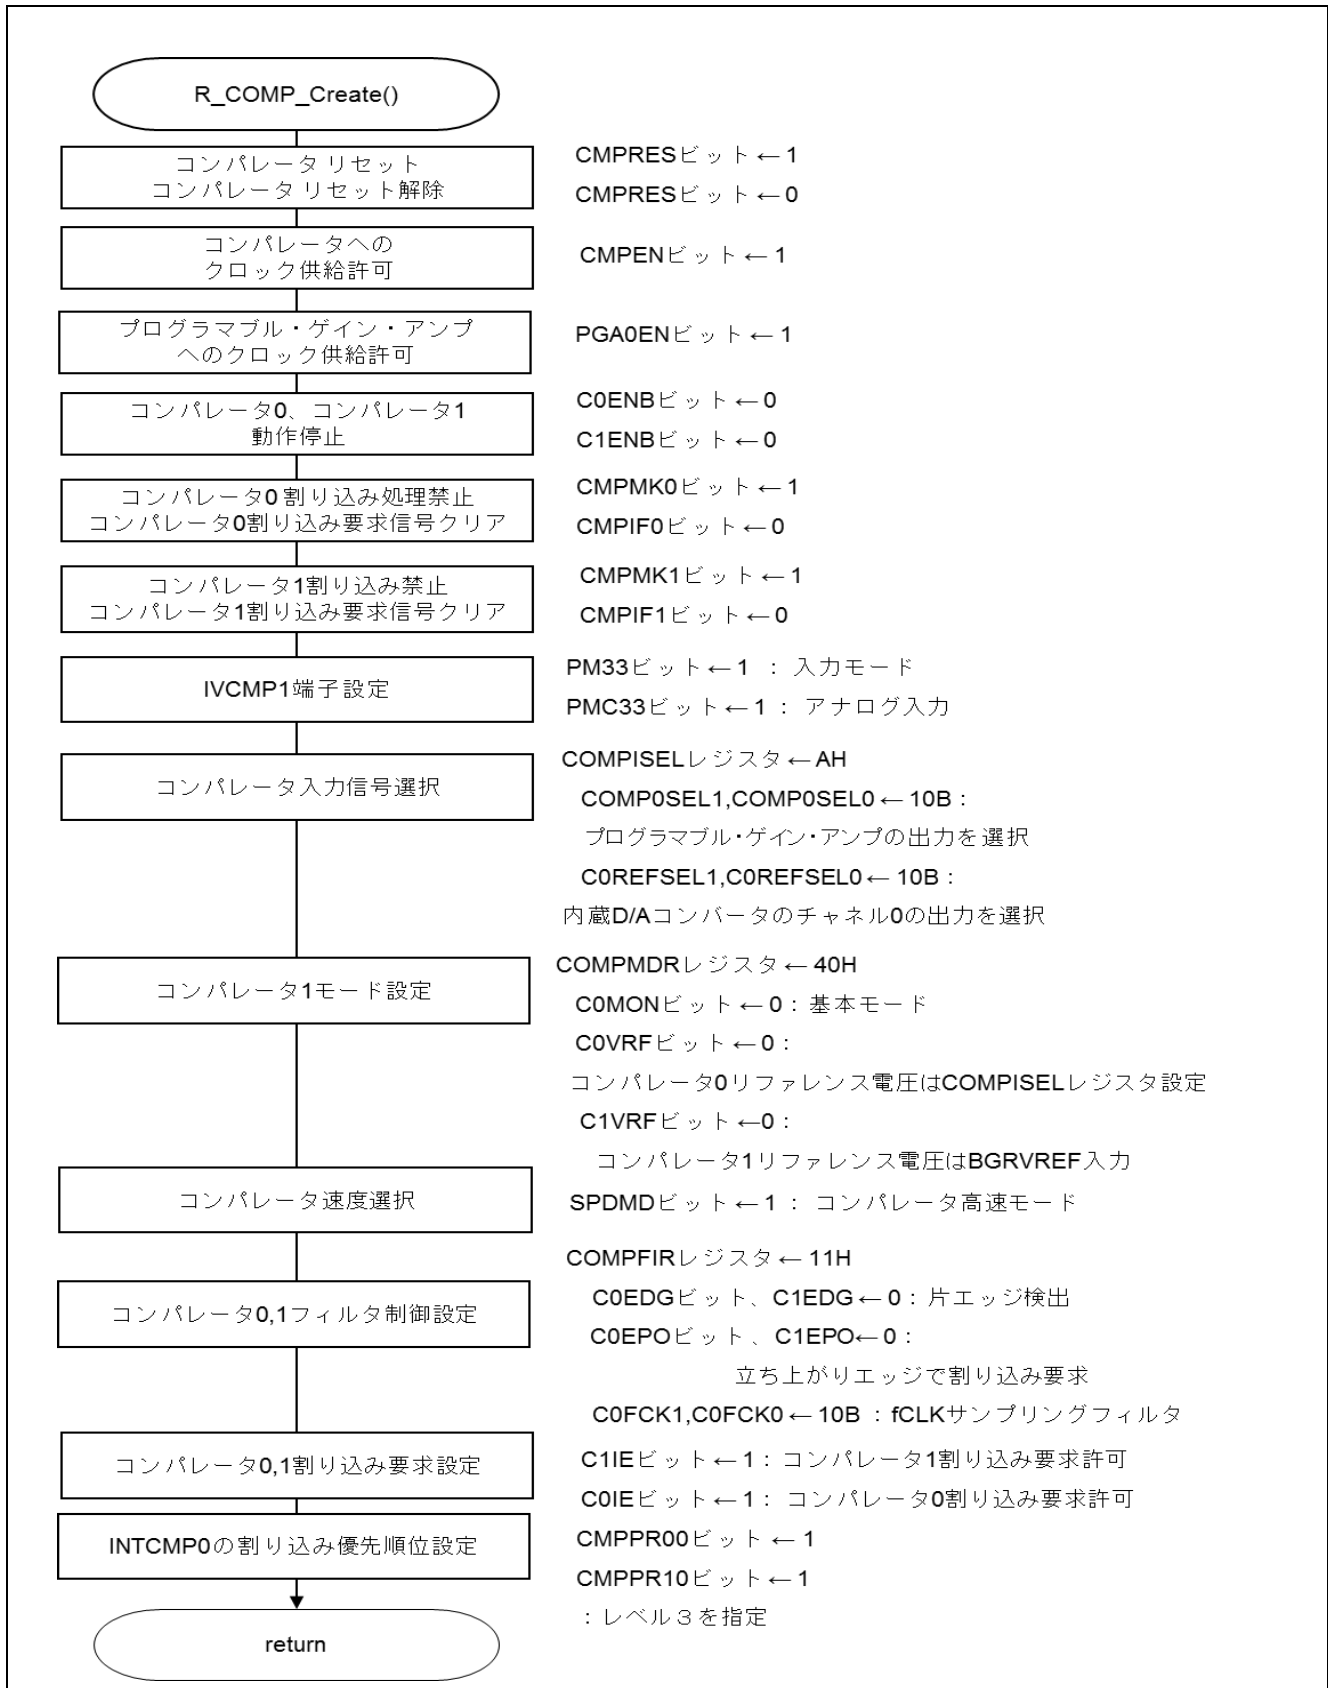 R_COMP_Create()
コンパレータ リセット
コンパレータ リセット解除
CMPRESビット ← 1
CMPRESビット ← 0
コンパレータへの
クロック供給許可
CMPENビット ← 1
プログラマブル・ゲイン・アンプ
へのクロック供給許可
PGA0ENビット ← 1
コンパレータ0、コンパレータ1
動作停止
C0ENBビット ← 0
C1ENBビット ← 0
コンパレータ0 割り込み処理禁止
コンパレータ0割り込み要求信号クリア
CMPMK0ビット ← 1
CMPIF0ビット ← 0
コンパレータ1割り込み禁止
コンパレータ1割り込み要求信号クリア
CMPMK1ビット ← 1
CMPIF1ビット ← 0
IVCMP1端子設定
PM33ビット ← 1 : 入力モード
PMC33ビット ← 1 : アナログ入力
コンパレータ入力信号選択
COMPISELレジスタ ← AH
COMP0SEL1,COMP0SEL0 ← 10B :
プログラマブル・ゲイン・アンプの出力を選択
C0REFSEL1,C0REFSEL0 ← 10B :
内蔵D/Aコンバータのチャネル0の出力を選択
コンパレータ1モード設定
COMPMDRレジスタ ← 40H
C0MONビット ← 0 : 基本モード
C0VRFビット ← 0 :
コンパレータ0リファレンス電圧はCOMPISELレジスタ設定
C1VRFビット ←0 :
コンパレータ1リファレンス電圧はBGRVREF入力
コンパレータ速度選択
SPDMDビット ← 1 : コンパレータ高速モード
コンパレータ0,1フィルタ制御設定
COMPFIRレジスタ ← 11H
C0EDGビット、C1EDG ← 0 : 片エッジ検出
C0EPOビット、C1EPO← 0 :
立ち上がりエッジで割り込み要求
C0FCK1,C0FCK0 ← 10B : fCLKサンプリングフィルタ
コンパレータ0,1割り込み要求設定
C1IEビット ← 1 : コンパレータ1割り込み要求許可
C0IEビット ← 1 : コンパレータ0割り込み要求許可
INTCMP0の割り込み優先順位設定
CMPPR00ビット ← 1
CMPPR10ビット ← 1
: レベル３を指定
return